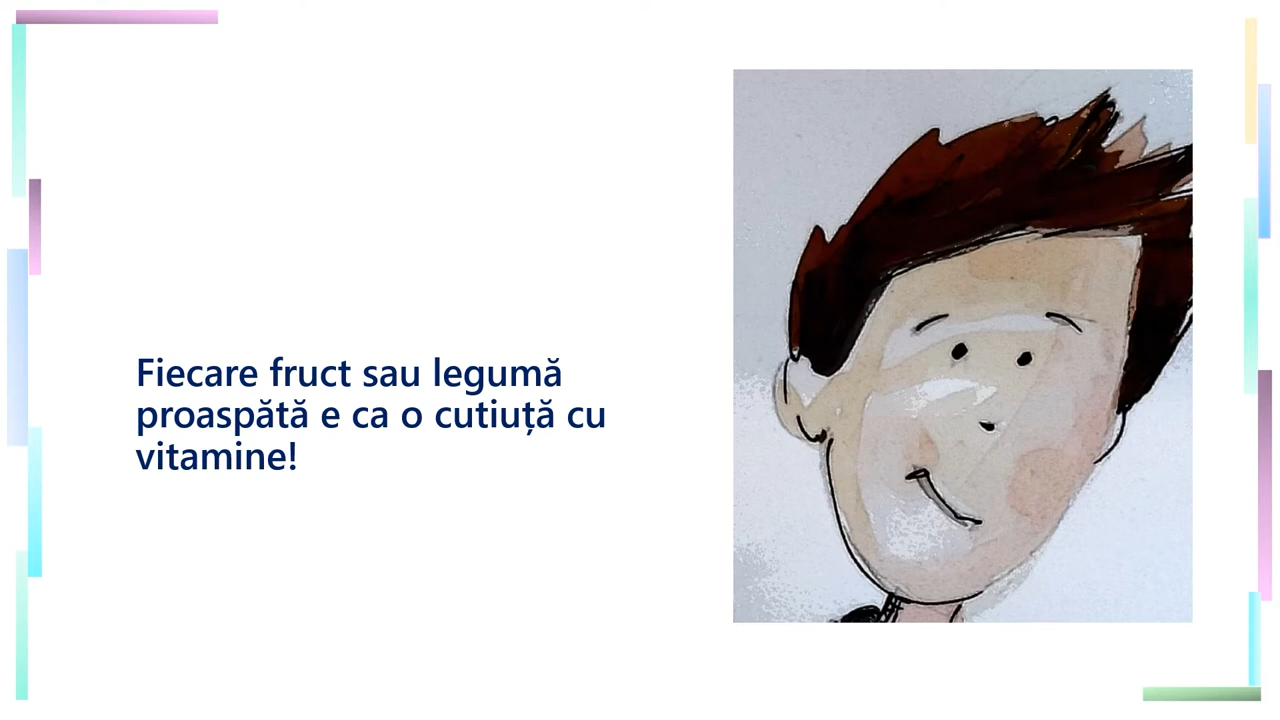 Fiecare fruct sau legumă
proaspătă e ca o cutiuță cu
vitamine!